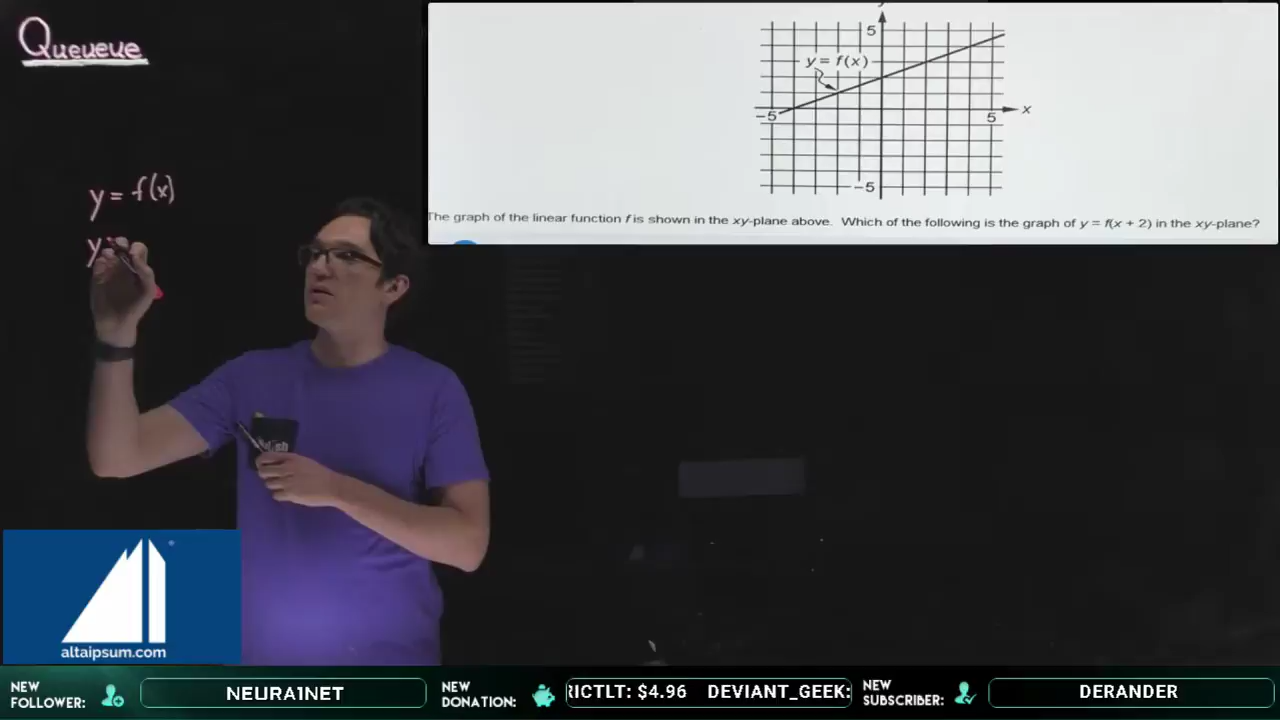 Queueue
y = f(x)
y =
5
y = f(x)
-5
5
x
-5
The graph of the linear function f is shown in the xy-plane above. Which of the following is the graph of y = f(x + 2) in the xy-plane?
altaipsum.com
NEW FOLLOWER:
NEURA1NET
NEW DONATION:
RICTLT: $4.96 DEVIANT_GEEK:
NEW SUBSCRIBER:
DERANDER